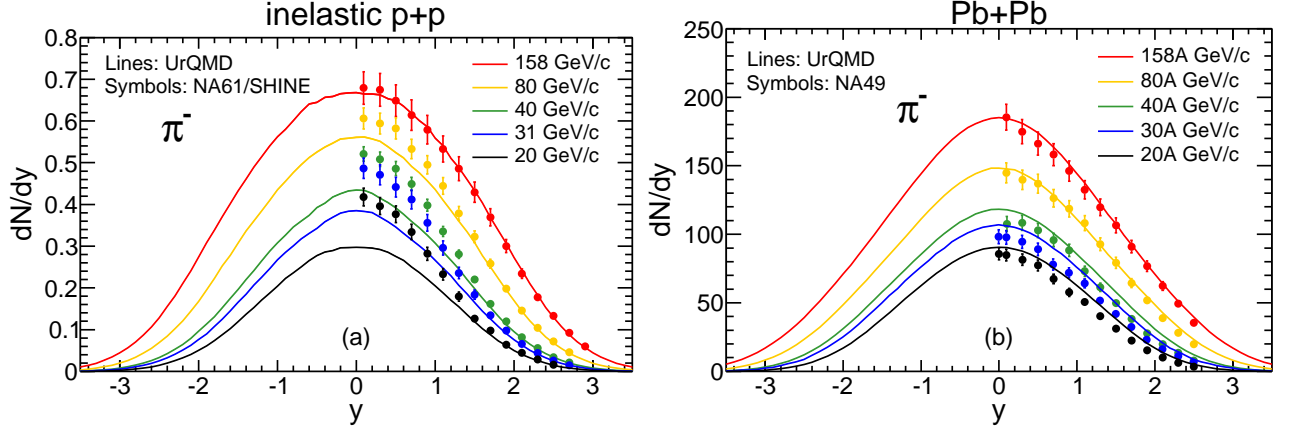 inelastic p+p
dN/dy
0.8
0.7
0.6
0.5
0.4
0.3
0.2
0.1
0
Lines: UrQMD
Symbols: NA61/SHINE
π-
158 GeV/c
80 GeV/c
40 GeV/c
31 GeV/c
20 GeV/c
(a)
-3 -2 -1 0 1 2 3
y
Pb+Pb
dN/dy
250
200
150
100
50
0
Lines: UrQMD
Symbols: NA49
π-
158A GeV/c
80A GeV/c
40A GeV/c
30A GeV/c
20A GeV/c
(b)
-3 -2 -1 0 1 2 3
y